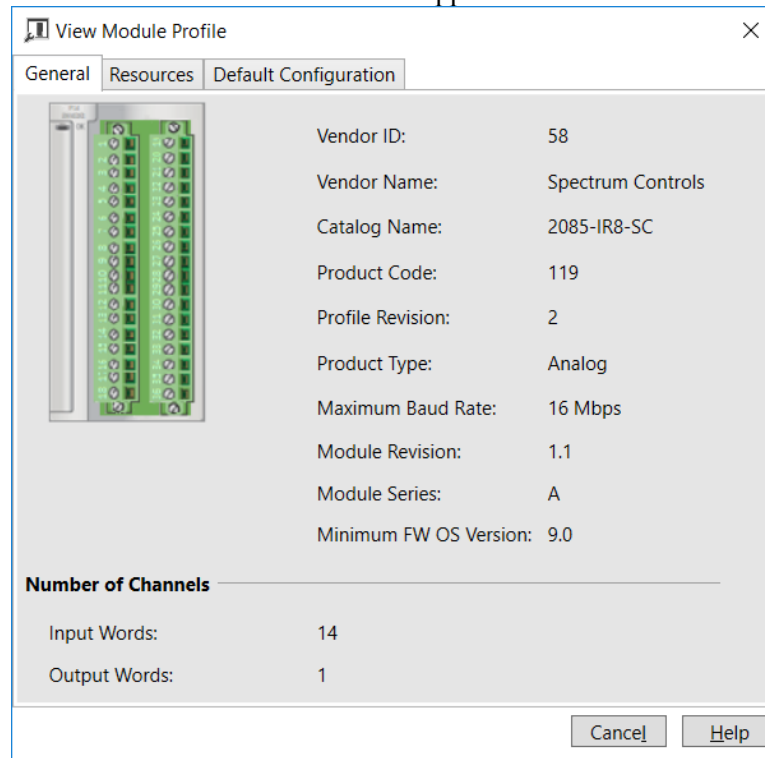 View Module Profile
General Resources Default Configuration
Vendor ID: 58
Vendor Name: Spectrum Controls
Catalog Name: 2085-IR8-SC
Product Code: 119
Profile Revision: 2
Product Type: Analog
Maximum Baud Rate: 16 Mbps
Module Revision: 1.1
Module Series: A
Minimum FW OS Version: 9.0
Number of Channels
Input Words: 14
Output Words: 1
Cancel Help